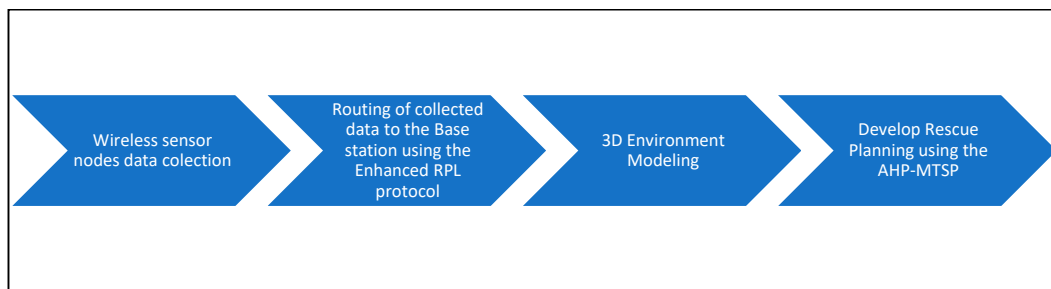 Wireless sensor
nodes data colection
Routing of collected
data to the Base
station using the
Enhanced RPL
protocol
3D Environment
Modeling
Develop Rescue
Planning using the
AHP-MTSP